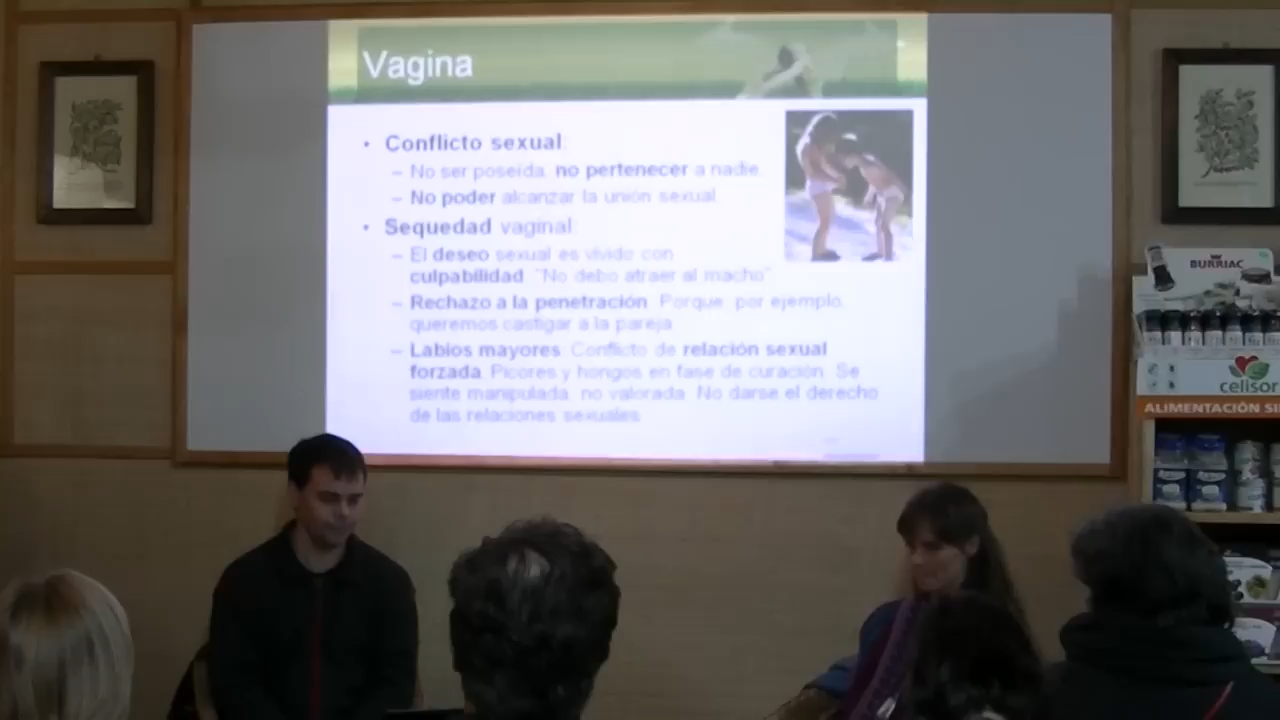 Vagina
• Conflicto sexual:
– No ser poseída, no pertenecer a nadie.
– No poder alcanzar la unión sexual
• Sequedad vaginal:
– El deseo sexual es vivido con
culpabilidad. "No debo atraer al macho"
– Rechazo a la penetración. Porque, por ejemplo,
queremos castigar a la pareja
– Labios mayores: Conflicto de relación sexual
forzada. Picores y hongos en fase de curación. Se
siente manipulada, no valorada. No darse el derecho
de las relaciones sexuales
BURRIAC
celisor
ALIMENTACIÓN SI